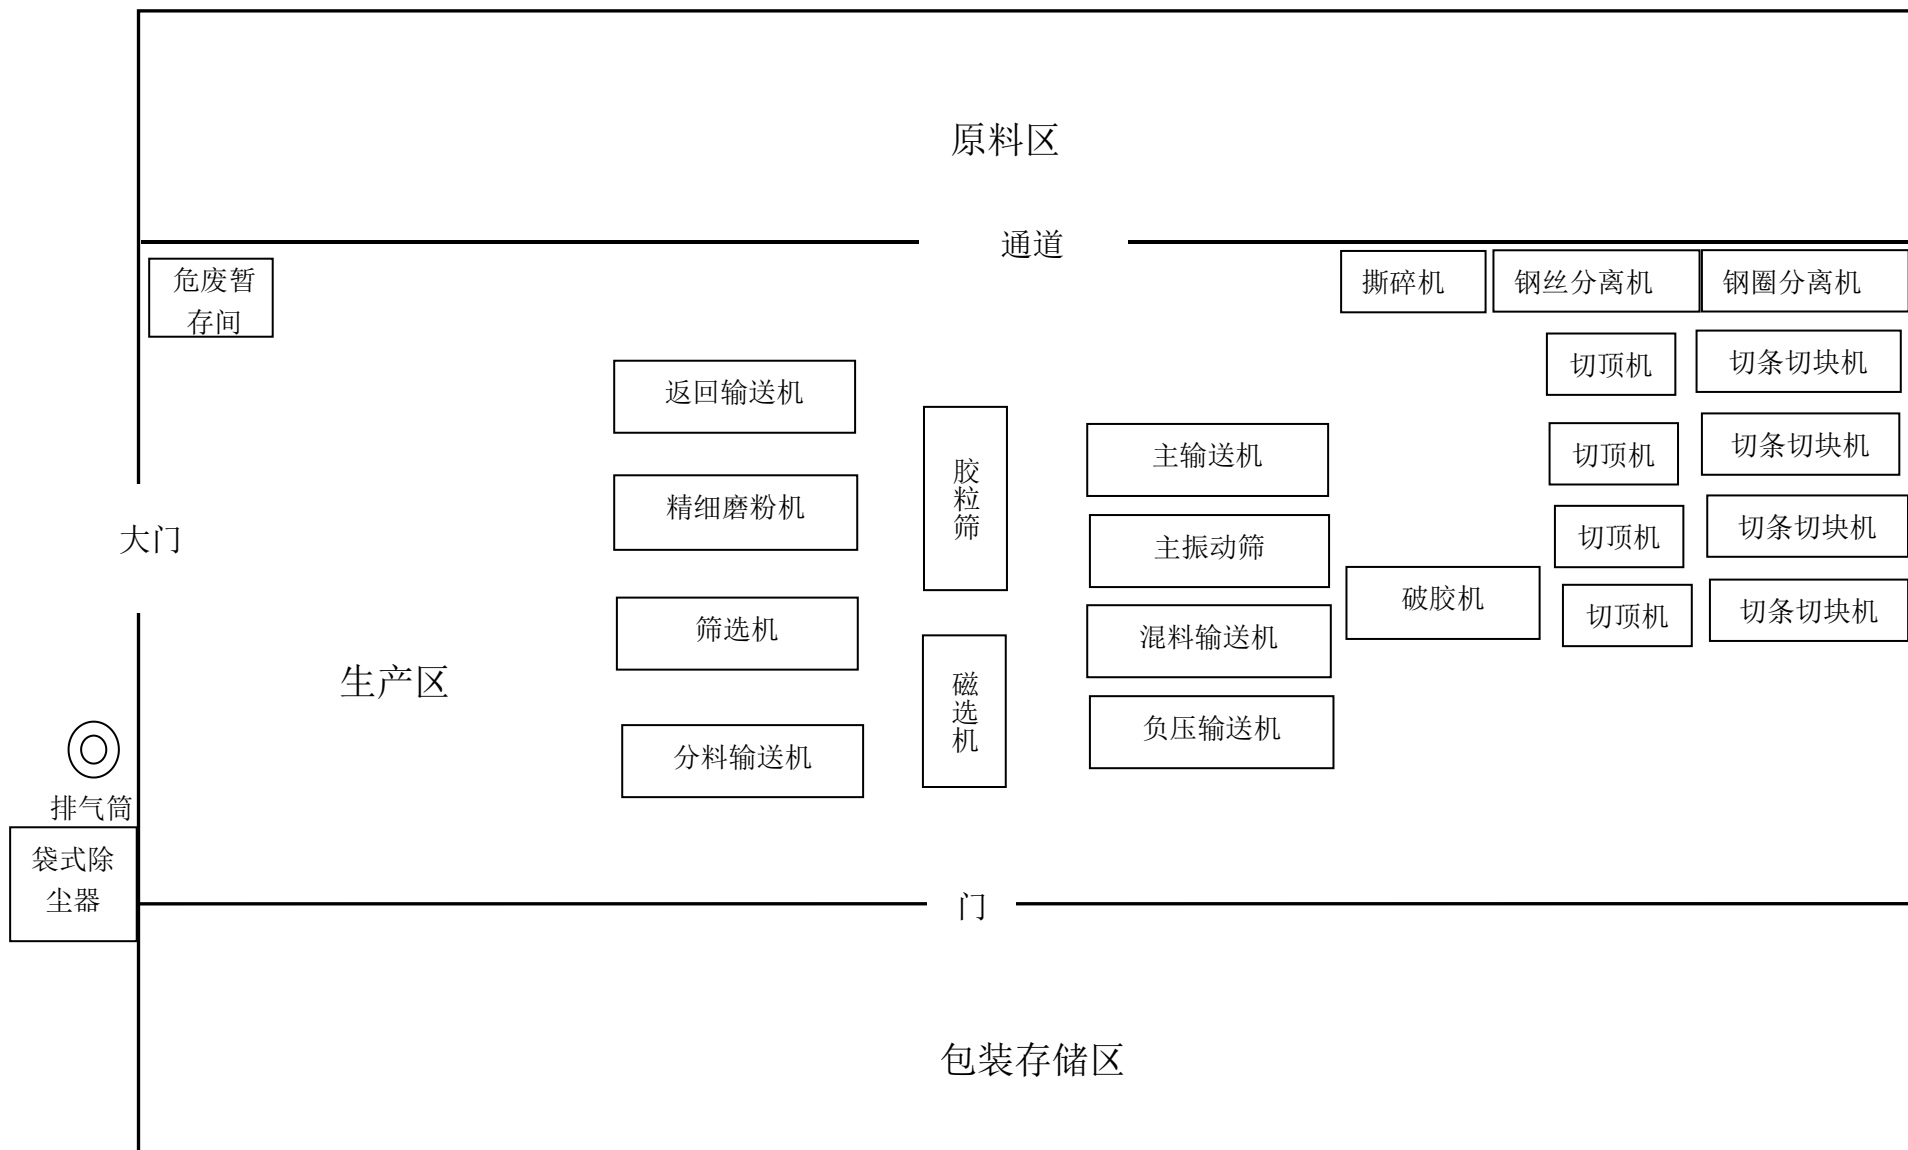 原料区
通道
危废暂
存间
撕碎机
钢丝分离机
钢圈分离机
切顶机
切条切块机
返回输送机
胶粒筛
主输送机
切顶机
切条切块机
精细磨粉机
大门
主振动筛
切顶机
切条切块机
破胶机
切顶机
切条切块机
筛选机
混料输送机
生产区
磁选机
负压输送机
分料输送机
排气筒
袋式除
尘器
门
包装存储区